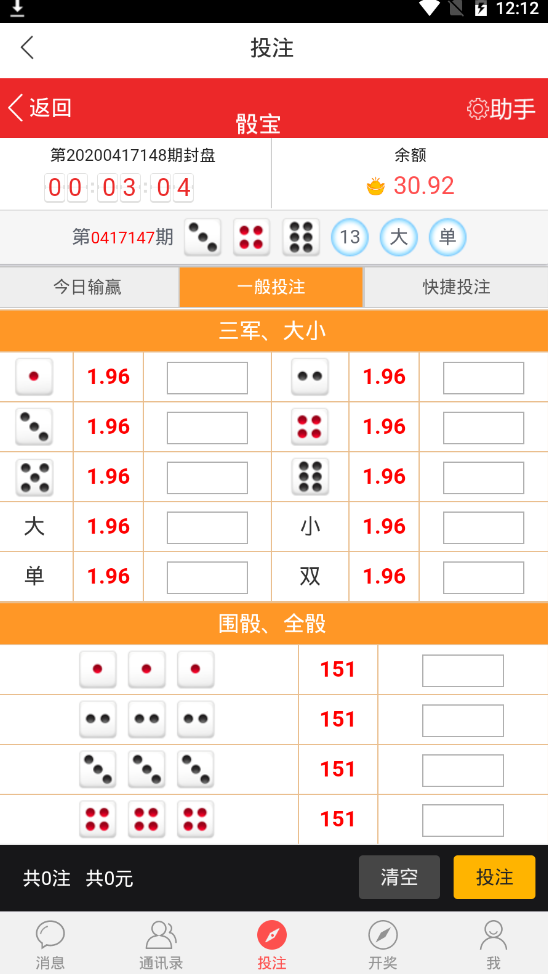 12:12
投注
返回
骰宝
助手
第20200417148期封盘
余额
00:03:04
30.92
第0417147期 13 大 单
今日输赢 一般投注 快捷投注
三军、大小
1.96 1.96
1.96 1.96
1.96 1.96
大 1.96 小 1.96
单 1.96 双 1.96
围骰、全骰
151
151
151
151
共0注 共0元 清空 投注
消息 通讯录 投注 开奖 我